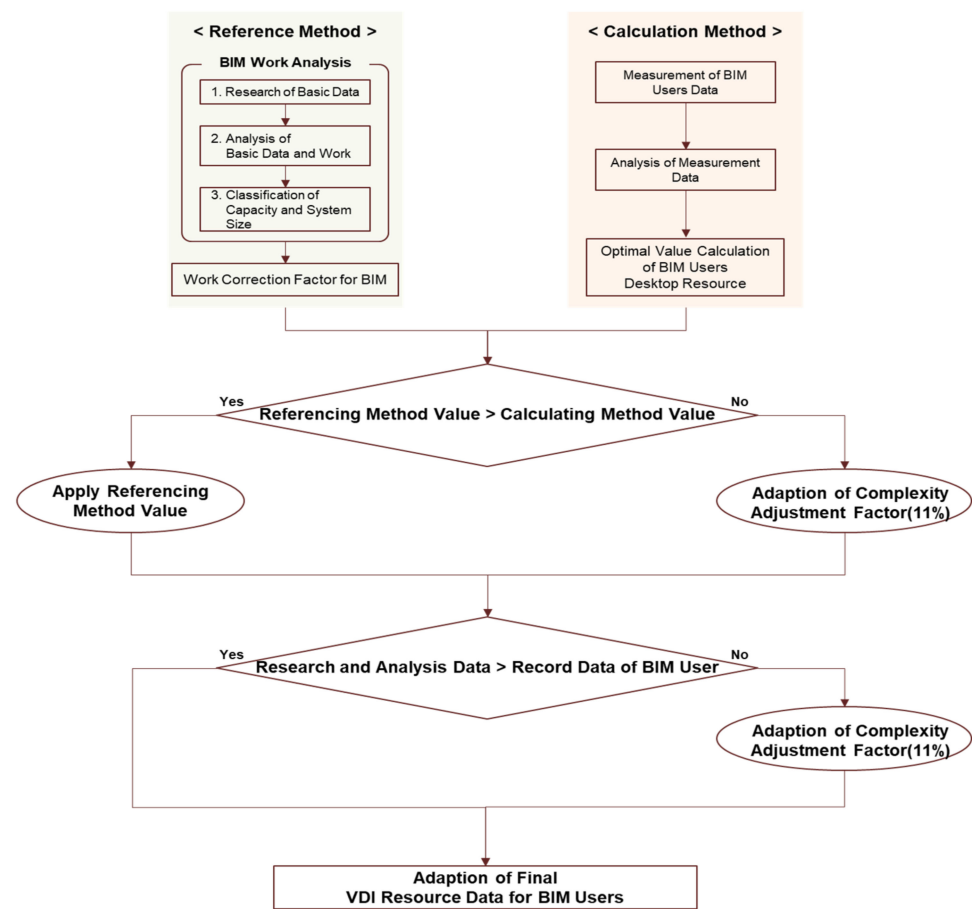 < Reference Method >
BIM Work Analysis
1. Research of Basic Data
2. Analysis of
Basic Data and Work
3. Classification of
Capacity and System
Size
Work Correction Factor for BIM
< Calculation Method >
Measurement of BIM
Users Data
Analysis of Measurement
Data
Optimal Value Calculation
of BIM Users
Desktop Resource
Referencing Method Value > Calculating Method Value
Yes
No
Apply Referencing
Method Value
Adaption of Complexity
Adjustment Factor(11%)
Research and Analysis Data > Record Data of BIM User
Yes
No
Adaption of Complexity
Adjustment Factor(11%)
Adaption of Final
VDI Resource Data for BIM Users